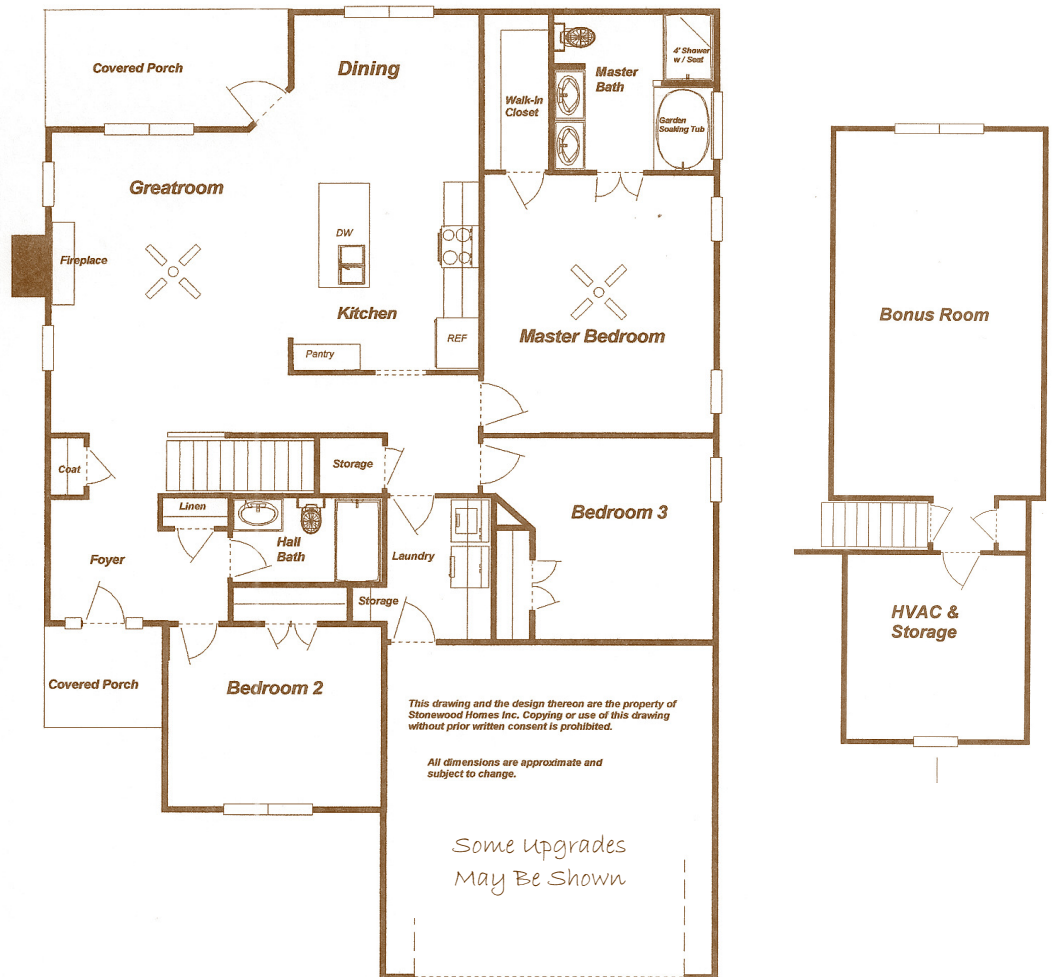 Covered Porch
Dining
Walk-In
Closet
Master
Bath
4' Shower
w / Seat
Garden
Soaking Tub
Greatroom
DW
Fireplace
Kitchen
Pantry
REF
Master Bedroom
Bonus Room
Coat
Storage
Linen
Hall
Bath
Laundry
Bedroom 3
Foyer
Storage
HVAC &
Storage
Covered Porch
Bedroom 2
This drawing and the design thereon are the property of
Stonewood Homes Inc. Copying or use of this drawing
without prior written consent is prohibited.
All dimensions are approximate and
subject to change.
Some Upgrades
May Be Shown